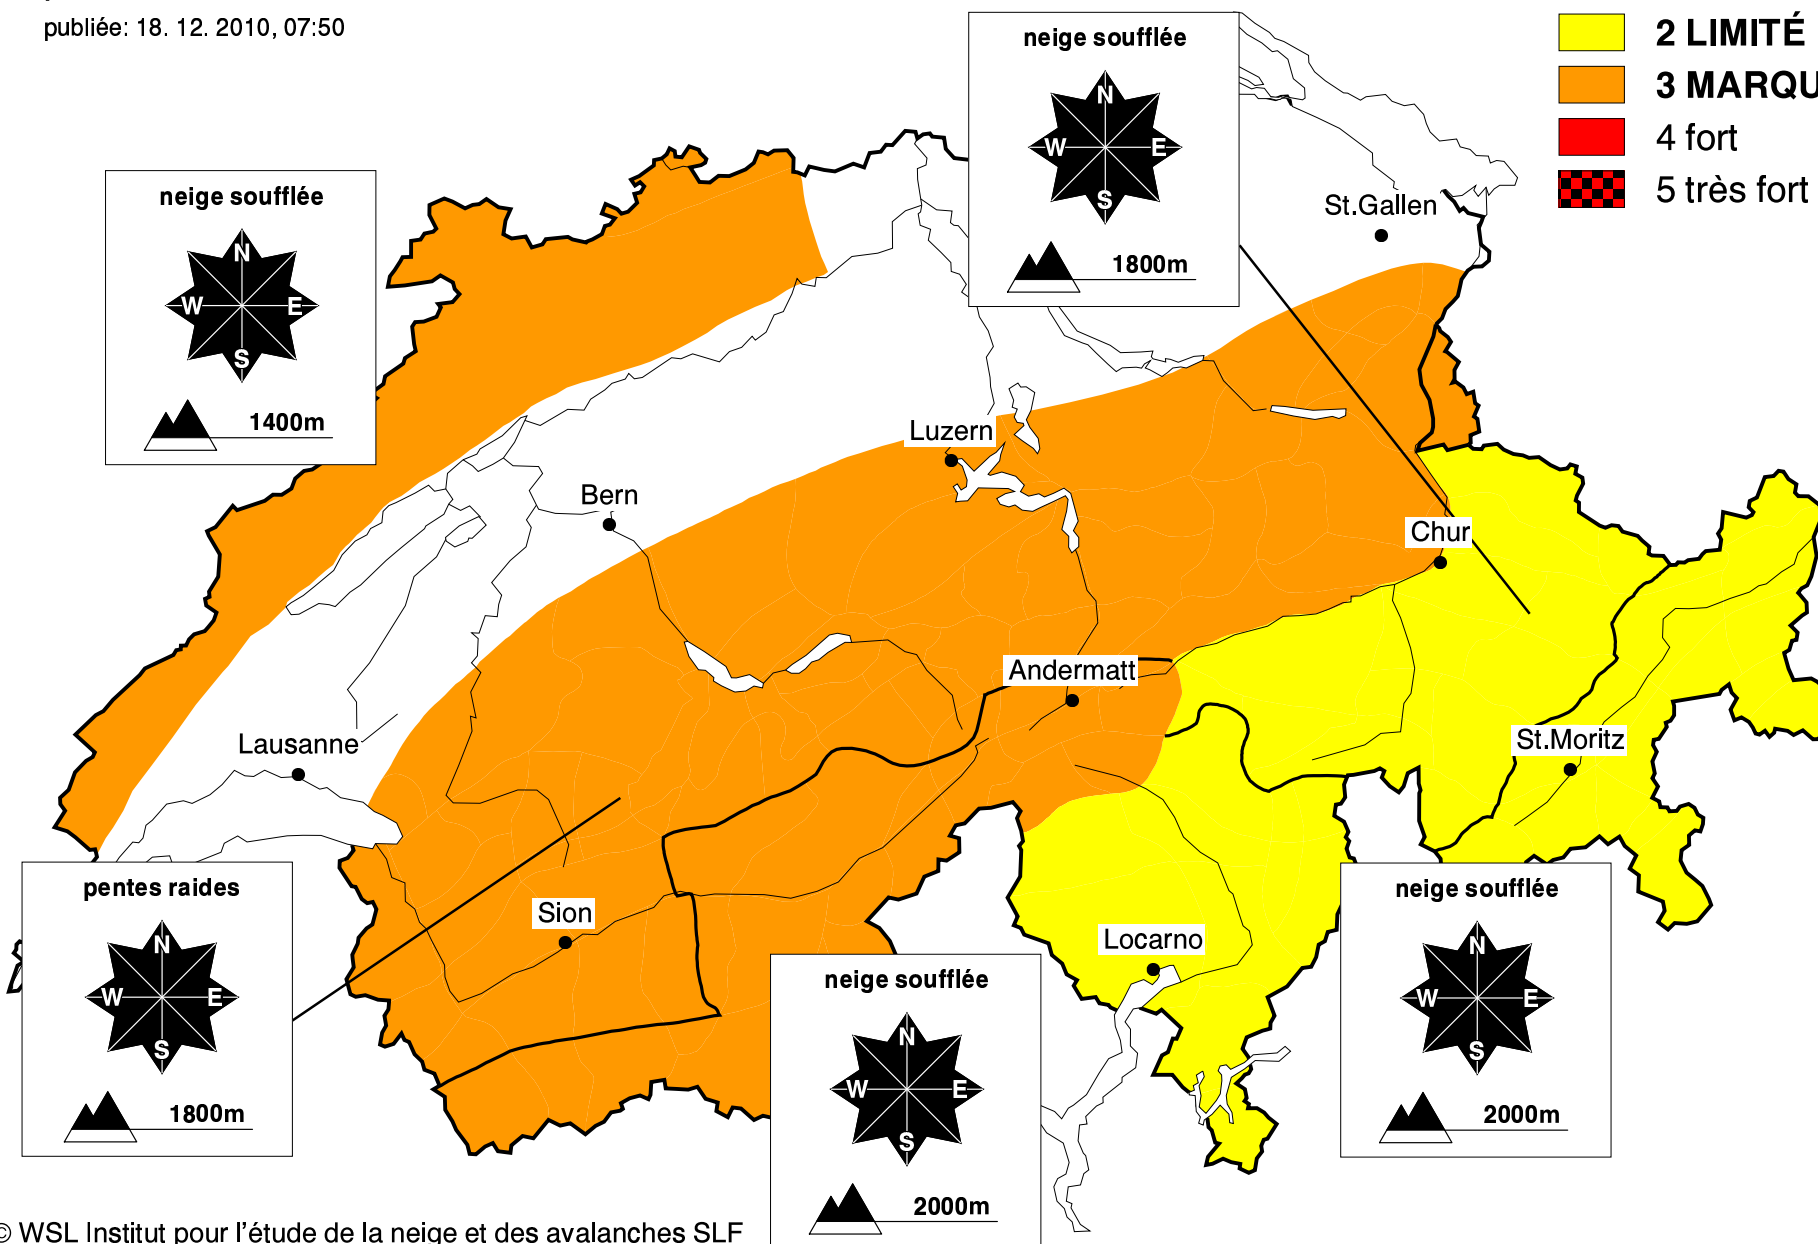 publiée: 18. 12. 2010, 07:50
2 LIMITÉ
3 MARQU
4 fort
5 très fort
neige soufflée
N
W E
S
1800m
neige soufflée
N
W E
S
1400m
St.Gallen
Luzern
Bern
Chur
Andermatt
St.Moritz
Lausanne
Sion
Locarno
pentes raides
N
W E
S
1800m
neige soufflée
N
W E
S
2000m
neige soufflée
N
W E
S
2000m
© WSL Institut pour l'étude de la neige et des avalanches SLF